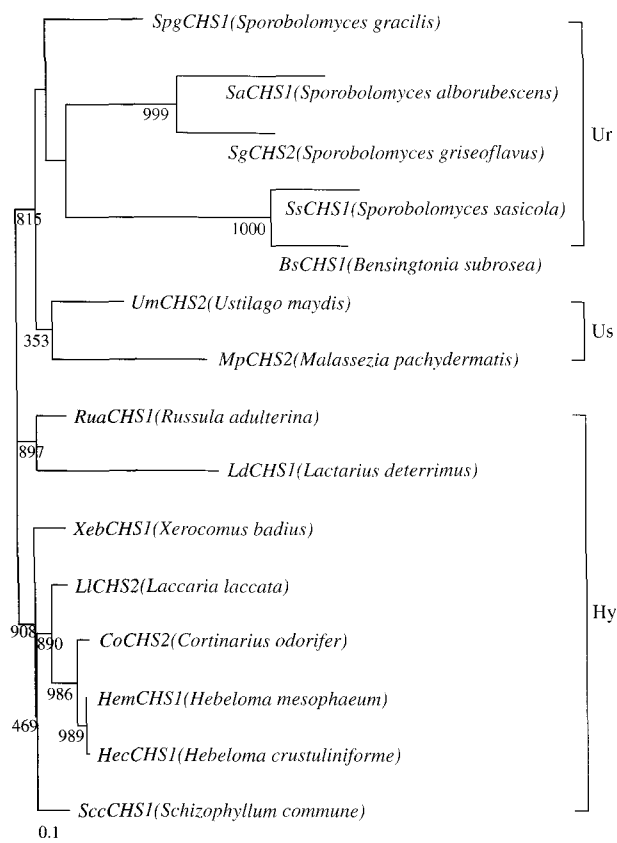 SpgCHS1(Sporobolomyces gracilis)
SaCHS1(Sporobolomyces alborubescens)
999
Ur
SgCHS2(Sporobolomyces griseoflavus)
SsCHS1(Sporobolomyces sasicola)
815
1000
BsCHS1(Bensingtonia subrosea)
UmCHS2(Ustilago maydis)
Us
353
MpCHS2(Malassezia pachydermatis)
RuaCHS1(Russula adulterina)
897
LdCHS1(Lactarius deterrimus)
XebCHS1(Xerocomus badius)
LlCHS2(Laccaria laccata)
Hy
908
890
CoCHS2(Cortinarius odorifer)
986
HemCHS1(Hebeloma mesophaeum)
469
989
HecCHS1(Hebeloma crustuliniforme)
SccCHS1(Schizophyllum commune)
0.1